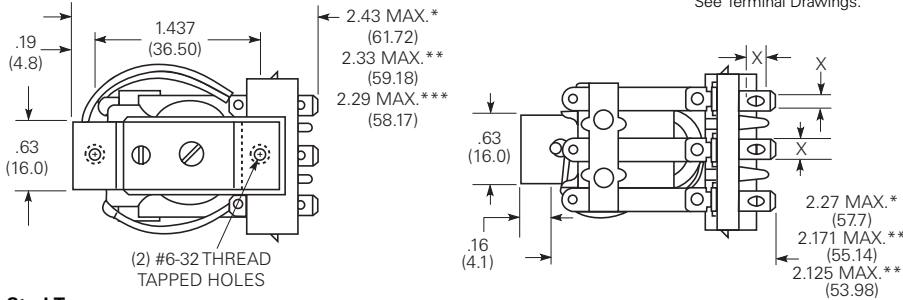 See Terminal Drawings.
1.437
(36.50)
.19
(4.8)
2.43 MAX.*
(61.72)
2.33 MAX.**
(59.18)
2.29 MAX.***
(58.17)
.63
(16.0)
(2) #6-32 THREAD
TAPPED HOLES
X
X
X
.63
(16.0)
.16
(4.1)
2.27 MAX.*
(57.7)
2.171 MAX.**
(55.14)
2.125 MAX.**
(53.98)